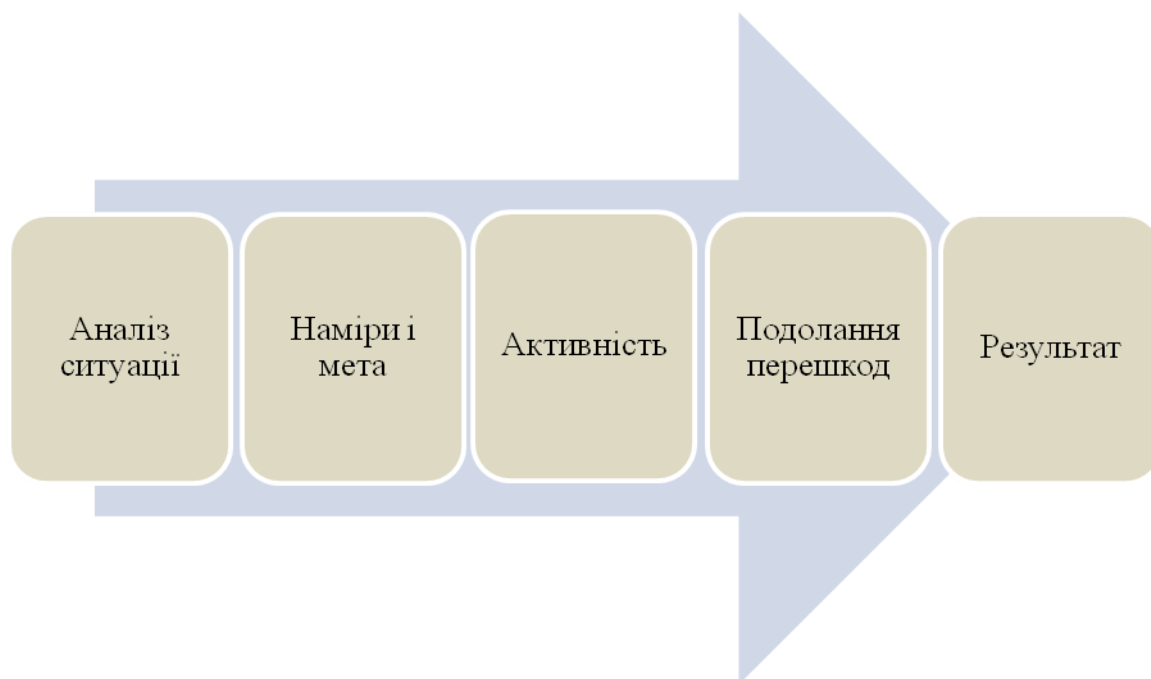 Аналіз
ситуації
Наміри і
мета
Активність
Подолання
перешкод
Результат